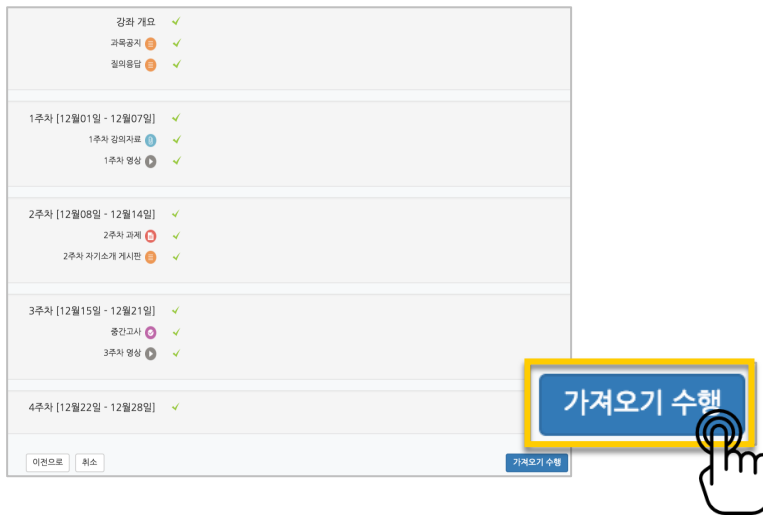 강좌 개요
과목공지
질의응답
1주차 [12월01일 - 12월07일]
1주차 강의자료
1주차 영상
2주차 [12월08일 - 12월14일]
2주차 과제
2주차 자기소개 게시판
3주차 [12월15일 - 12월21일]
중간고사
3주차 영상
4주차 [12월22일 - 12월28일]
가져오기 수행
이전으로 취소 가져오기 수행